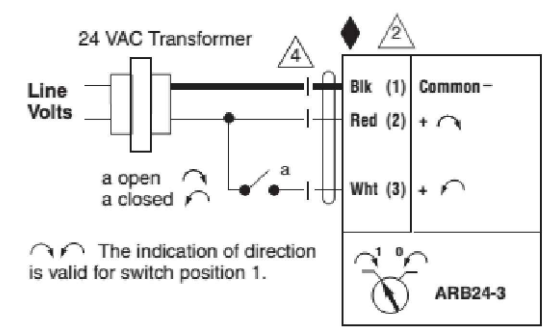 24 VAC Transformer
4
2
Line
Volts
Blk (1) Common –
Red (2) +
a
Wht (3) +
a open
a closed
The indication of direction
is valid for switch position 1.
1 0
ARB24-3